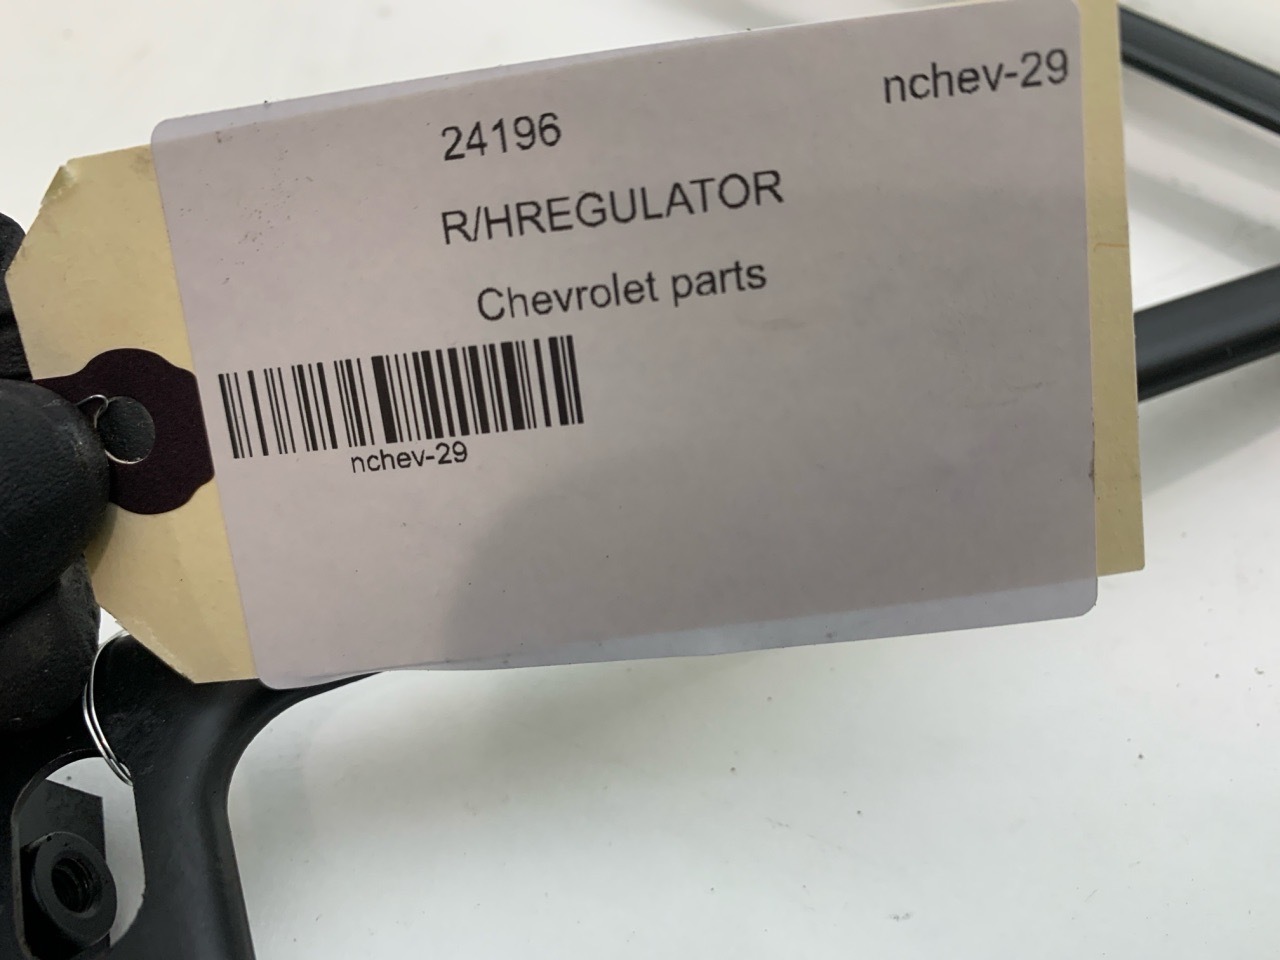 nchev-29
24196
R/HREGULATOR
Chevrolet parts
nchev-29